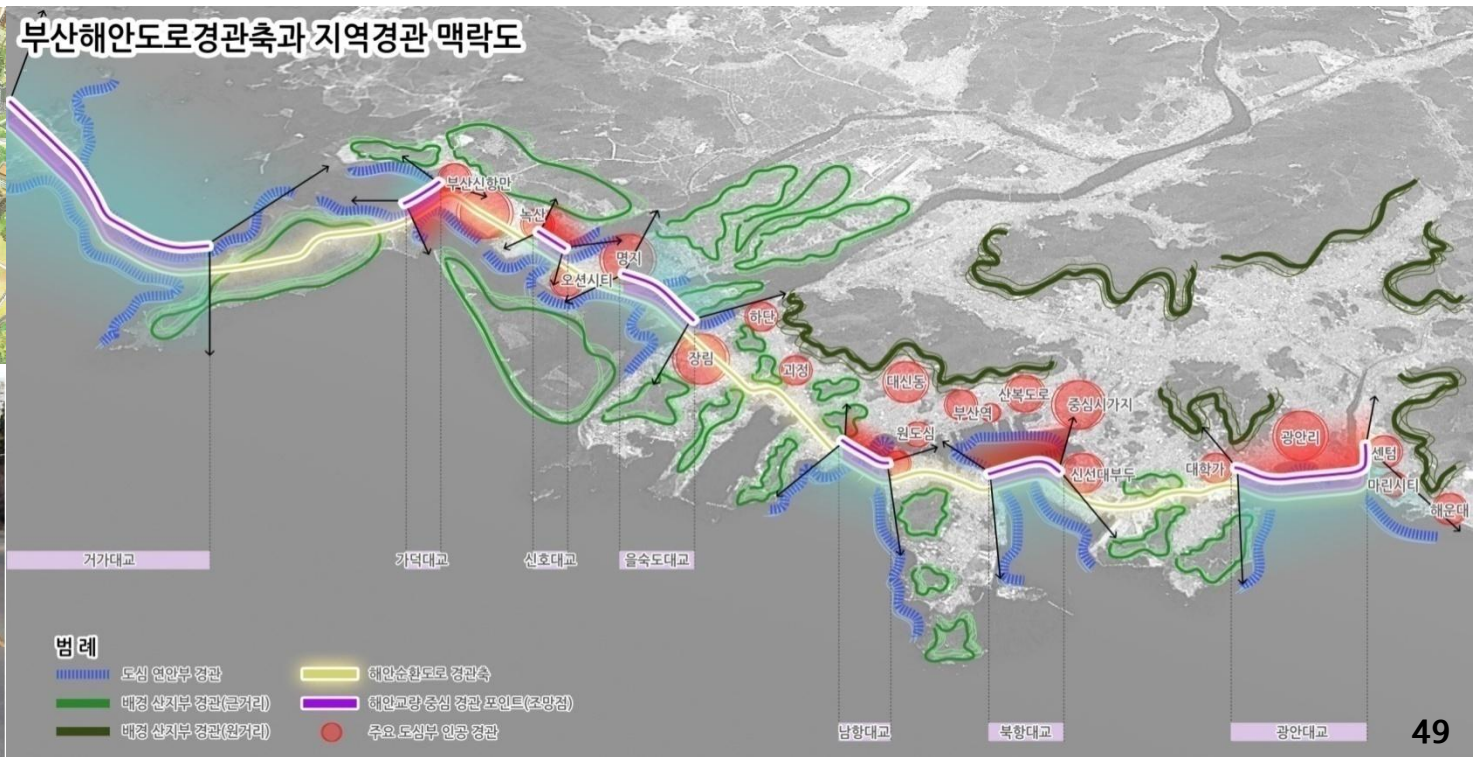 부산해안도로경관축과 지역경관 맥락도
부산신항만
녹산
명지
오션시티
하단
장림
괴정
대신동
부산역
산복도로
중심시가지
원도심
신선대부두
대학가
광안리
센텀
마린시티
해운대
거가대교
가덕대교
신호대교
을숙도대교
범 례
도심 연안부 경관
배경 산지부 경관(근거리)
배경 산지부 경관(원거리)
해안순환도로 경관축
해안교량 중심 경관 포인트(조망점)
주요 도심부 인공 경관
남항대교
북항대교
광안대교
49